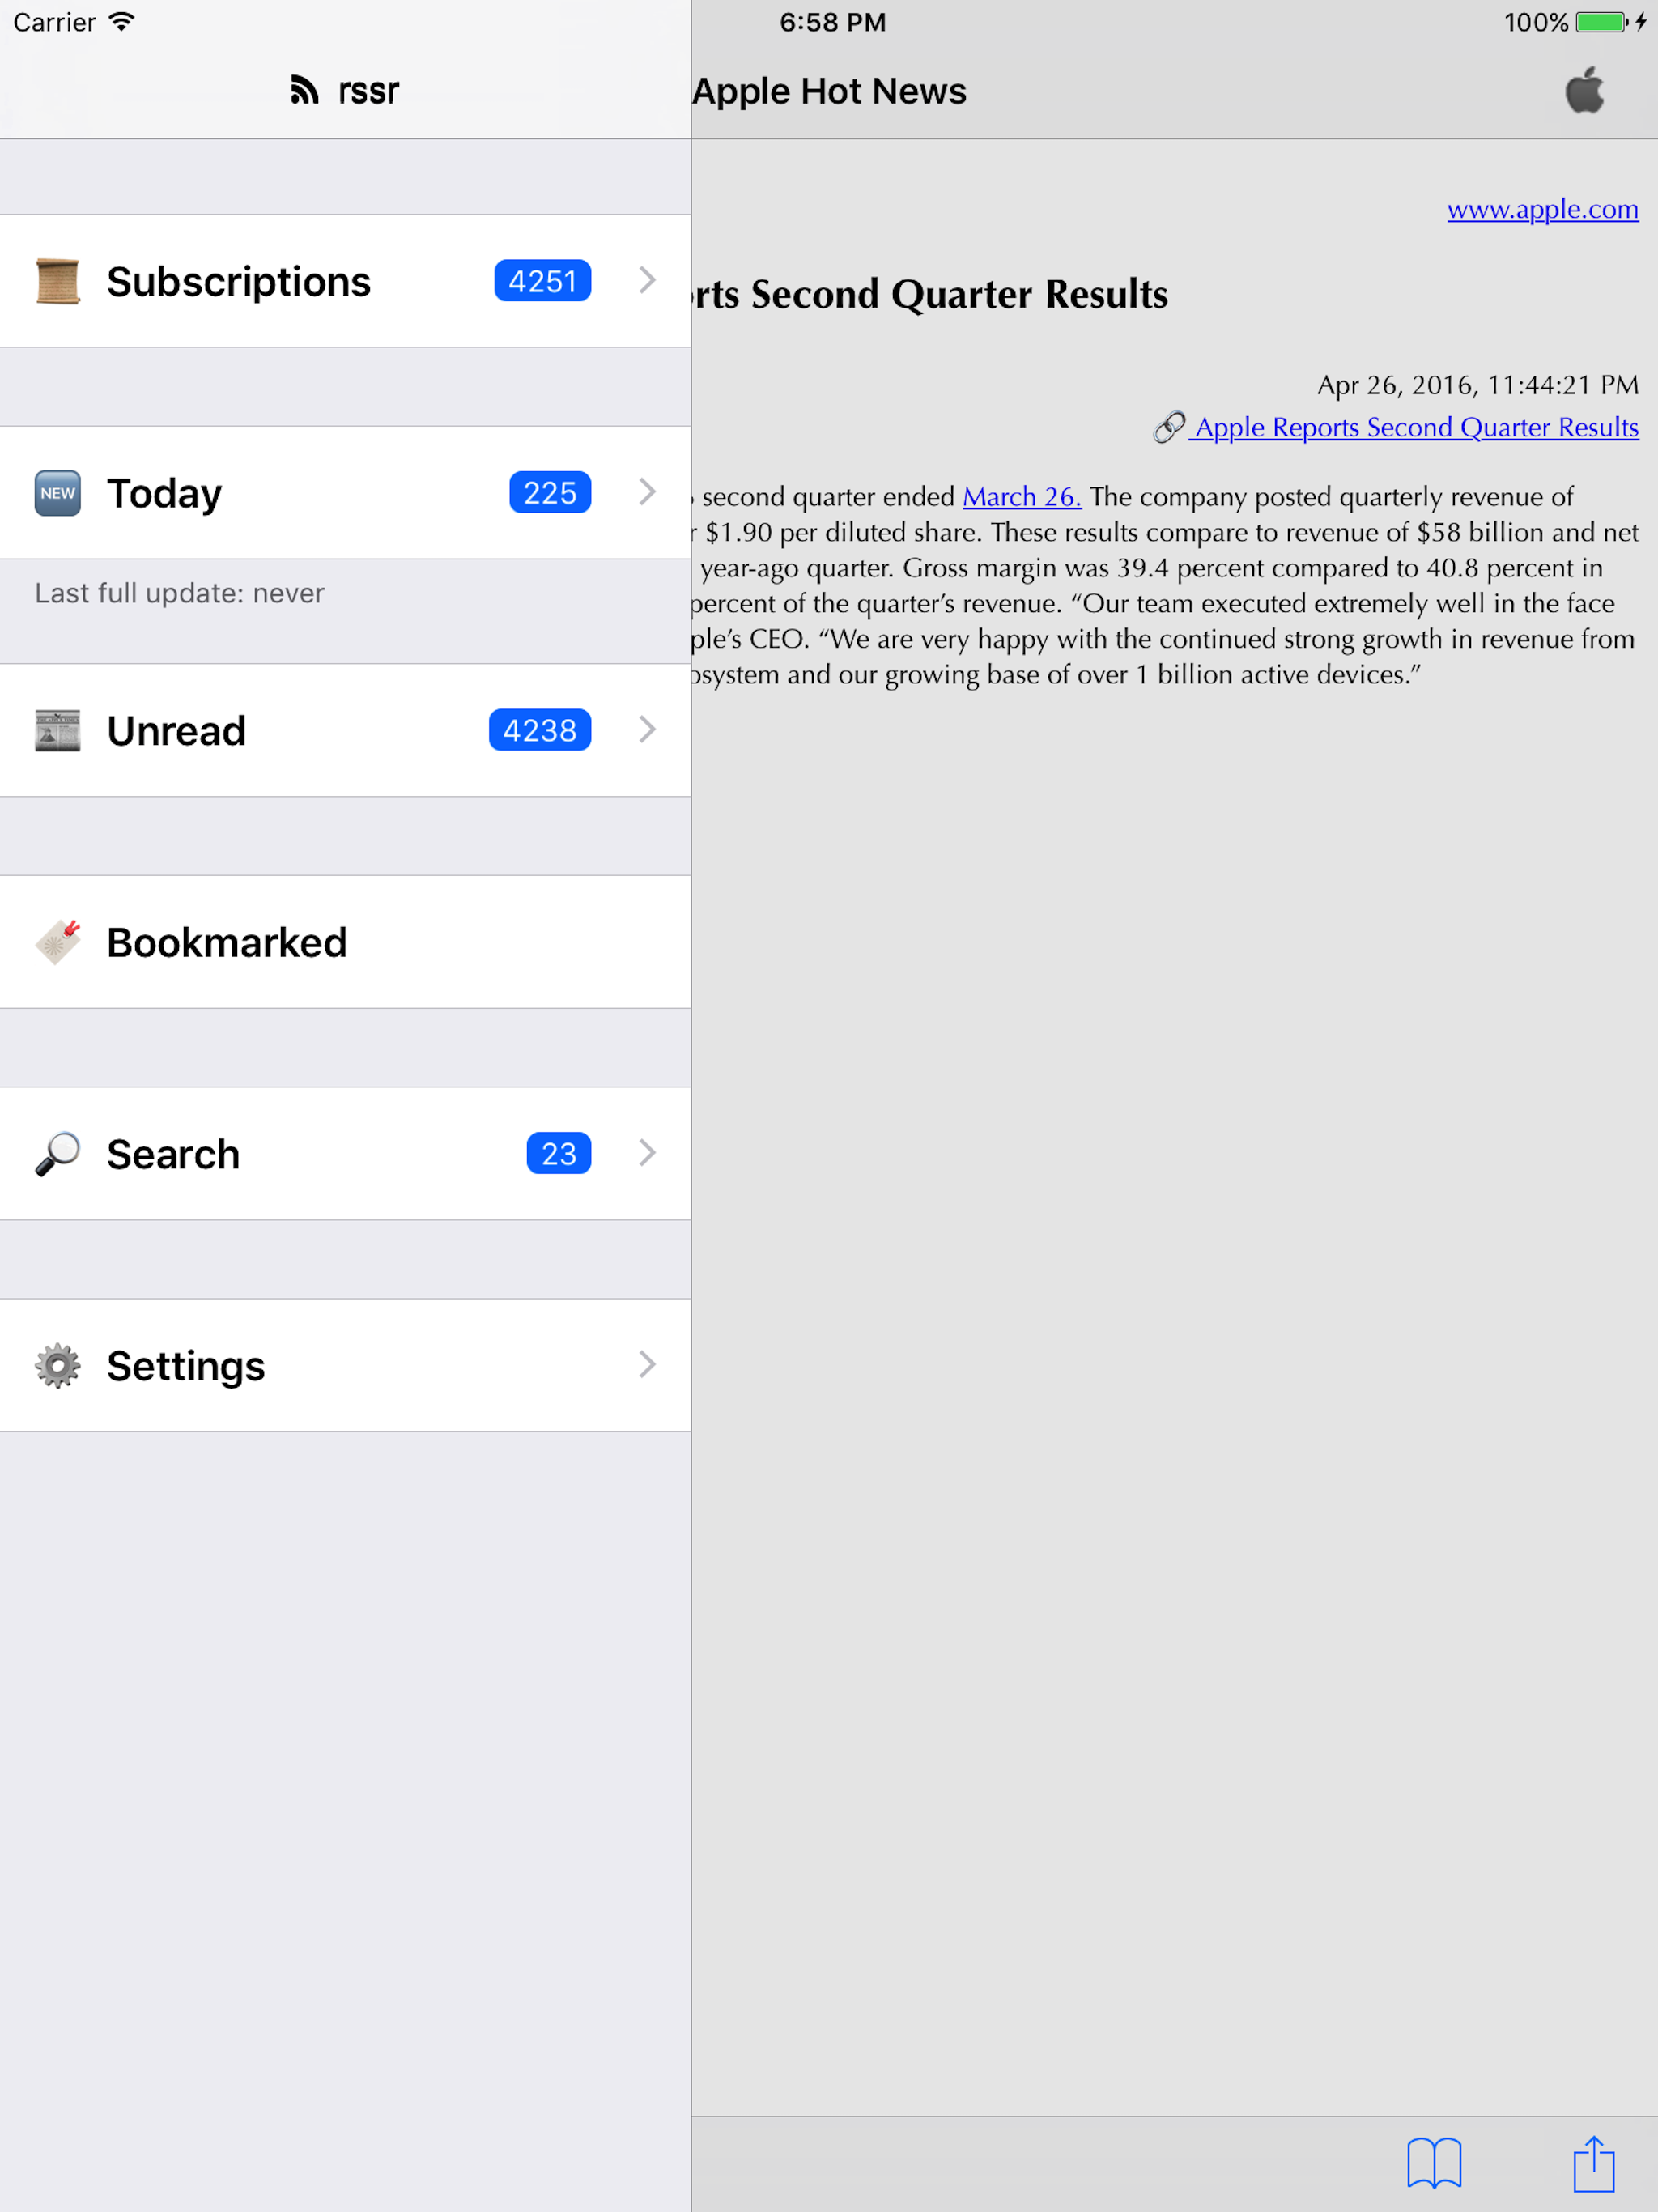 Carrier
6:58 PM
100%
rssr
Subscriptions
4251
NEW
Today
225
Last full update: never
Unread
4238
Bookmarked
Search
23
Settings
Apple Hot News
www.apple.com
rts Second Quarter Results
Apr 26, 2016, 11:44:21 PM
Apple Reports Second Quarter Results
second quarter ended March 26. The company posted quarterly revenue of
$1.90 per diluted share. These results compare to revenue of $58 billion and net
year-ago quarter. Gross margin was 39.4 percent compared to 40.8 percent in
percent of the quarter’s revenue. “Our team executed extremely well in the face
ple’s CEO. “We are very happy with the continued strong growth in revenue from
osystem and our growing base of over 1 billion active devices.”